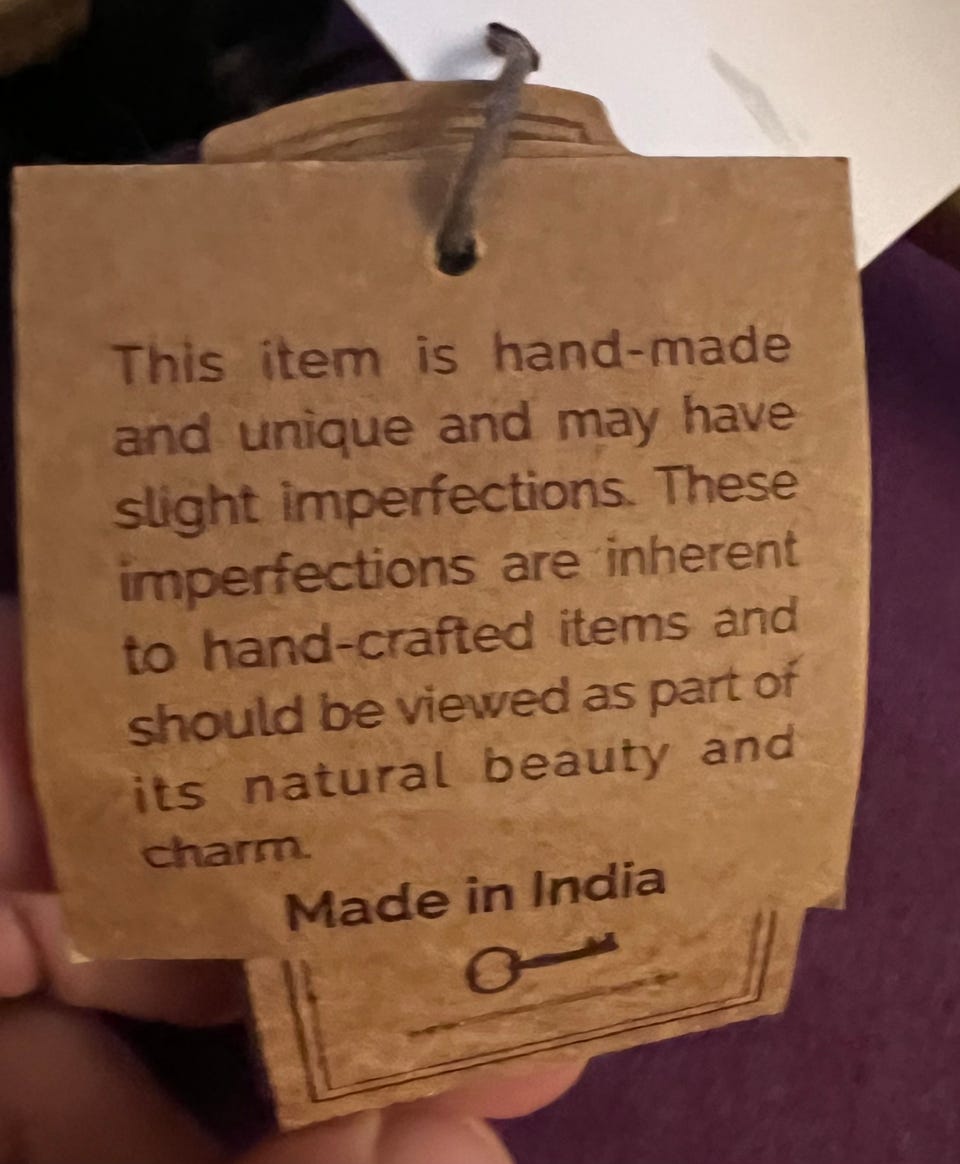 This item is hand-made
and unique and may have
slight imperfections. These
imperfections are inherent
to hand-crafted items and
should be viewed as part of
its natural beauty and
charm.
Made in India